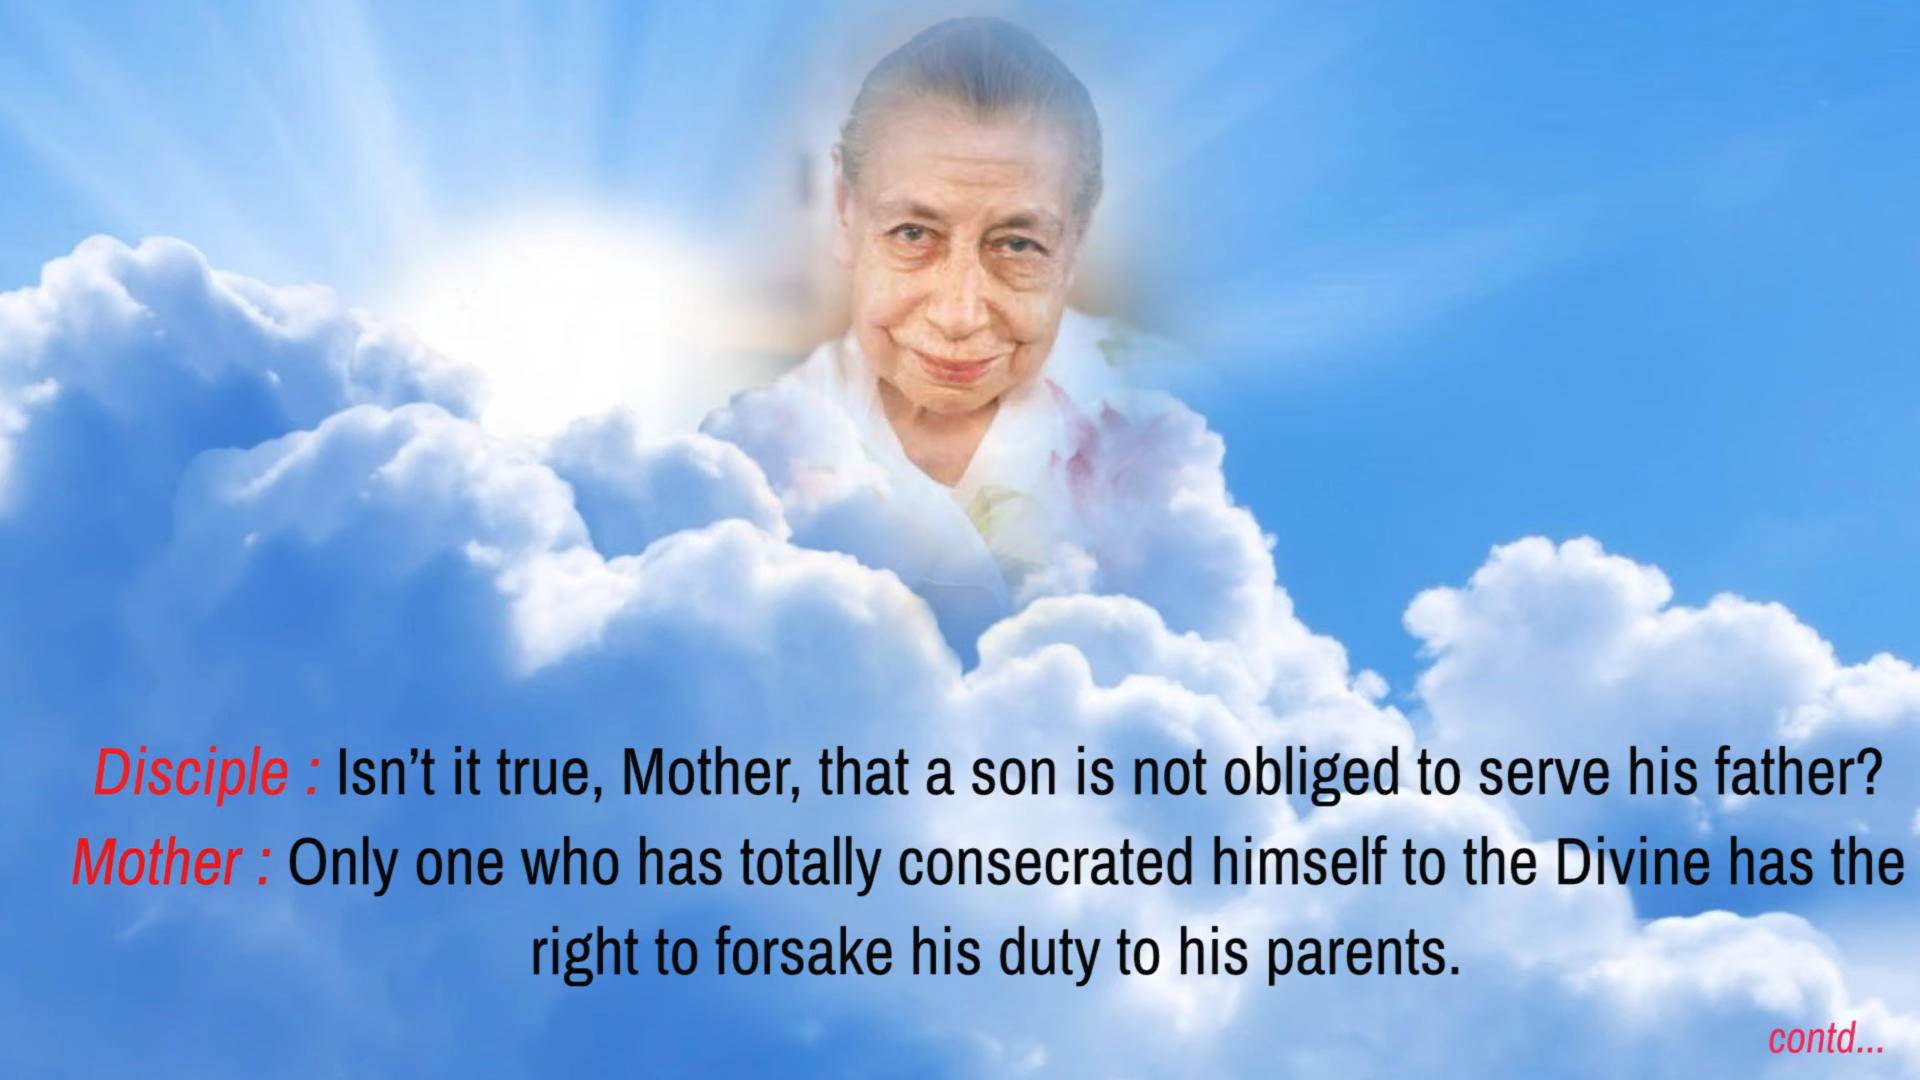 Disciple : Isn’t it true, Mother, that a son is not obliged to serve his father?
Mother : Only one who has totally consecrated himself to the Divine has the
right to forsake his duty to his parents.
contd...